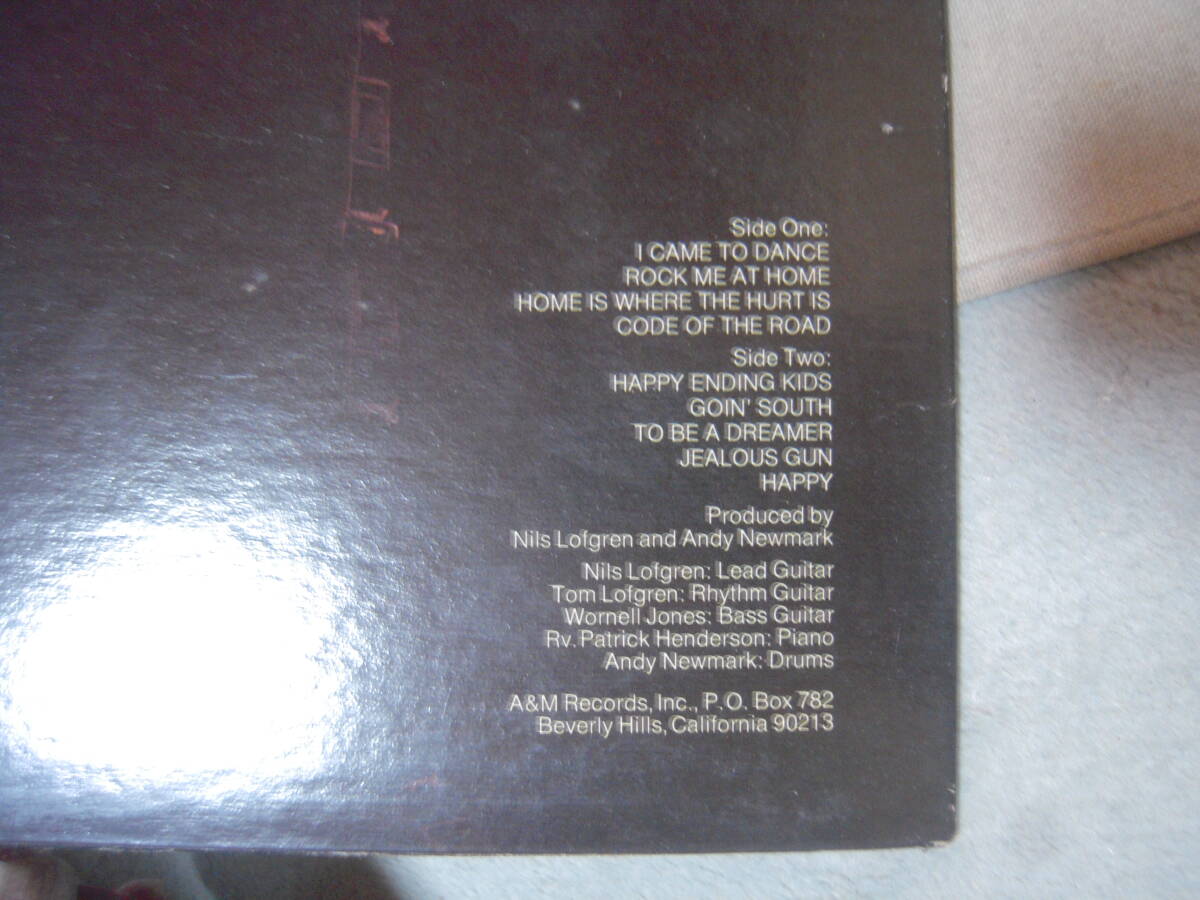 Side One:
I CAME TO DANCE
ROCK ME AT HOME
HOME IS WHERE THE HURT IS
CODE OF THE ROAD
Side Two:
HAPPY ENDING KIDS
GOIN' SOUTH
TO BE A DREAMER
JEALOUS GUN
HAPPY
Produced by
Nils Lofgren and Andy Newmark
Nils Lofgren: Lead Guitar
Tom Lofgren: Rhythm Guitar
Wornell Jones: Bass Guitar
Rv. Patrick Henderson: Piano
Andy Newmark: Drums
A&M Records, Inc., P.O. Box 782
Beverly Hills, California 90213